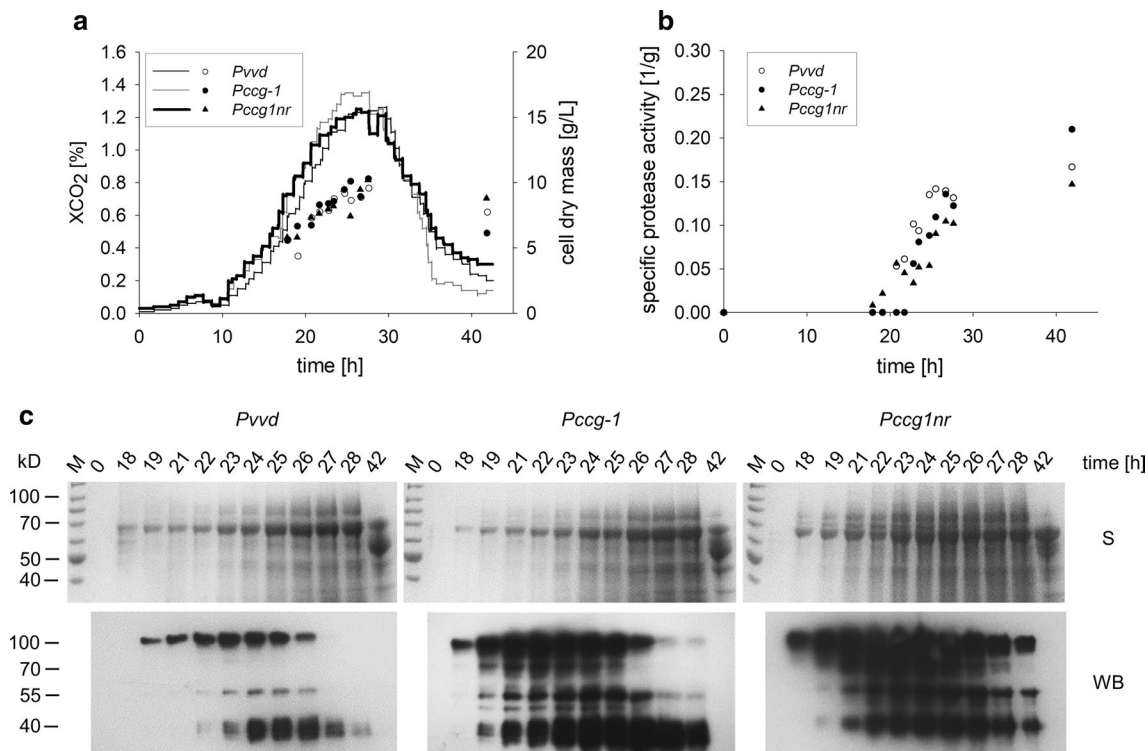 a
XCO2 [%]
1.6
1.4
1.2
1.0
0.8
0.6
0.4
0.2
0.0
Pvvd
Pccg-1
Pccg1nr
20
15
10
5
0
cell dry mass [g/L]
0 10 20 30 40
time [h]
b
specific protease activity [1/g]
0.30
0.25
0.20
0.15
0.10
0.05
0.00
Pvvd
Pccg-1
Pccg1nr
0 20 40
time [h]
c
Pvvd Pccg-1 Pccg1nr
kD M 0 18 19 21 22 23 24 25 26 27 28 42 M 0 18 19 21 22 23 24 25 26 27 28 42 M 0 18 19 21 22 23 24 25 26 27 28 42 time [h]
100
70
50
40
S
100
70
55
40
WB